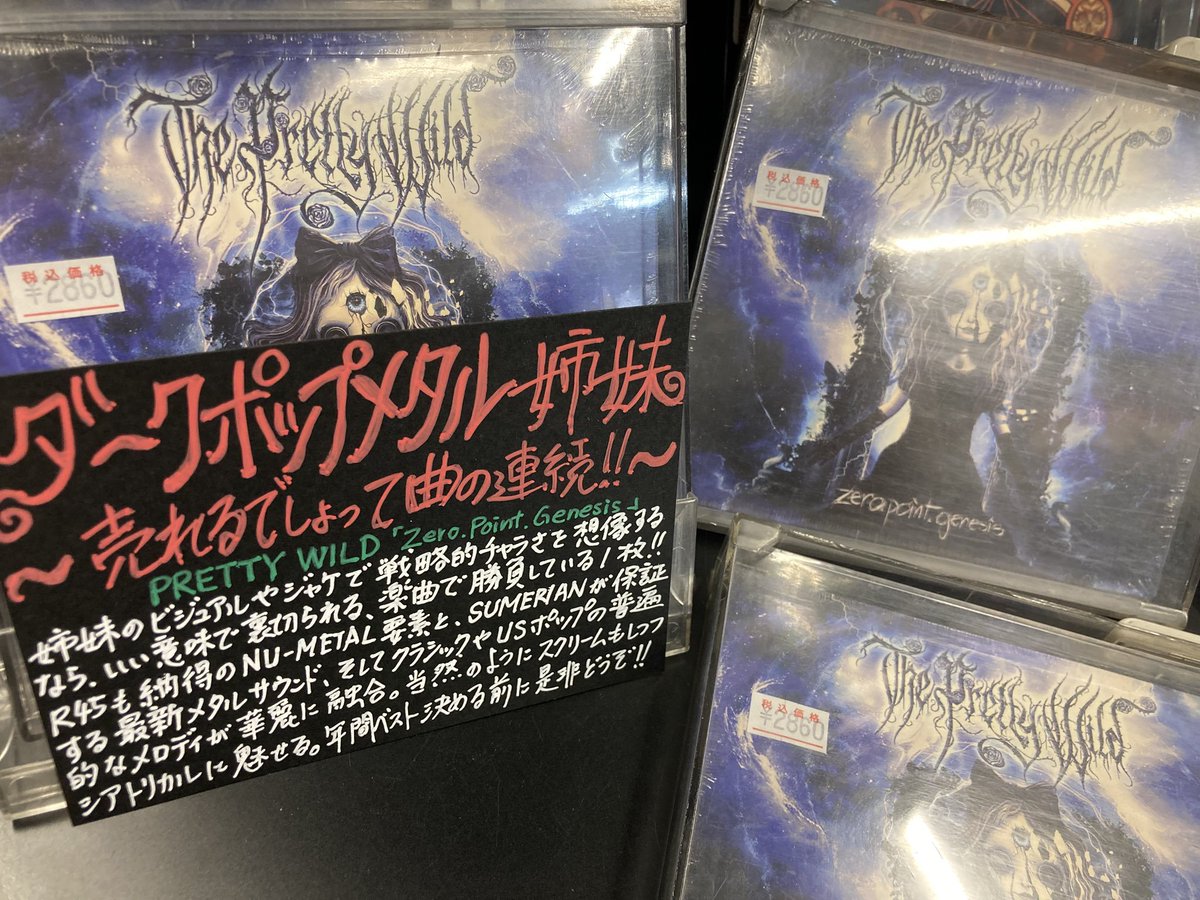 The Pretty Wild
税込価格
¥2860
ダークポップメタル姉妹
~売れるでしょって曲の連続!!~
PRETTY WILD「Zero.Point.Genesis」
姉妹のビジュアルやジャケで戦略的チャラさを想像する
なら、いい意味で裏切られる、楽曲で勝負している1枚!!
R45も納得のNU-METAL要素と、SUMERIANが保証
する最新メタルサウンド、そしてクラシックやUSポップの普遍
的なメロディが華麗に融合。当然のようにスクリームもしつつ
シアトリカルに魅せる。年間ベスト決める前に是非どうぞ!!
The Pretty Wild
税込価格
¥2860
zero.point.genesis
The Pretty Wild
税込価格
¥2860